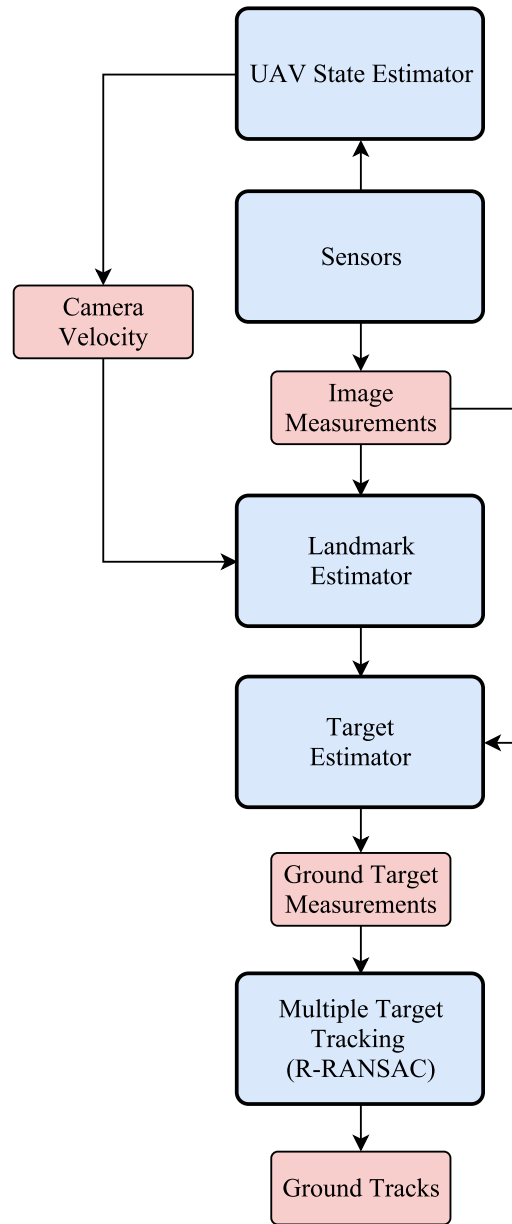 UAV State Estimator
Sensors
Camera
Velocity
Image
Measurements
Landmark
Estimator
Target
Estimator
Ground Target
Measurements
Multiple Target
Tracking
(R-RANSAC)
Ground Tracks